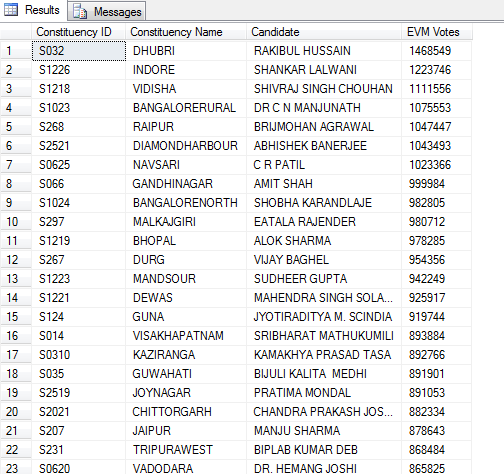 Results Messages
Constituency ID Constituency Name Candidate EVM Votes
1 S032 DHUBRI RAKIBUL HUSSAIN 1468549
2 S1226 INDORE SHANKAR LALWANI 1223746
3 S1218 VIDISHA SHIVRAJ SINGH CHOUHAN 1111556
4 S1023 BANGALORERURAL DR C N MANJUNATH 1075553
5 S268 RAIPUR BRIJMOHAN AGRAWAL 1047447
6 S2521 DIAMONDHARBOUR ABHISHEK BANERJEE 1043493
7 S0625 NAVSARI C R PATIL 1023366
8 S066 GANDHINAGAR AMIT SHAH 999984
9 S1024 BANGALORENORTH SHOBHA KARANDLAJE 982805
10 S297 MALKAJGIRI EATALA RAJENDER 980712
11 S1219 BHOPAL ALOK SHARMA 978285
12 S267 DURG VIJAY BAGHEL 954356
13 S1223 MANDSOUR SUDHEER GUPTA 942249
14 S1221 DEWAS MAHENDRA SINGH SOLA... 925917
15 S124 GUNA JYOTIRADITYA M. SCINDIA 919744
16 S014 VISAKHAPATNAM SRIBHARAT MATHUKUMILI 893884
17 S0310 KAZIRANGA KAMAKHYA PRASAD TASA 892766
18 S035 GUWAHATI BIJULI KALITA MEDHI 891901
19 S2519 JOYNAGAR PRATIMA MONDAL 891053
20 S2021 CHITTORGARH CHANDRA PRAKASH JOS... 882334
21 S207 JAIPUR MANJU SHARMA 878643
22 S231 TRIPURAWEST BIPLAB KUMAR DEB 868484
23 S0620 VADODARA DR. HEMANG JOSHI 865825